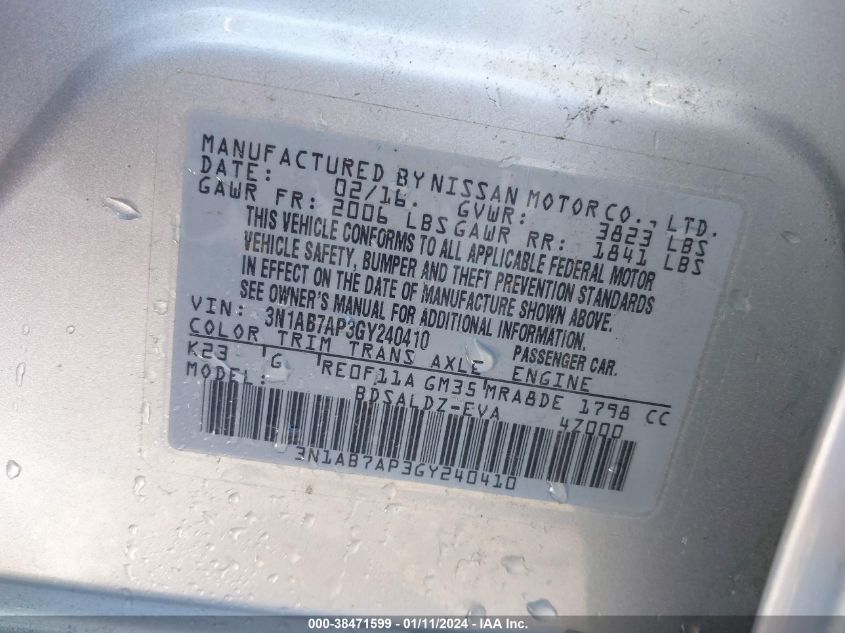 MANUFACTURED BY NISSAN MOTOR CO., LTD.
DATE: 02/16. GVWR: 3823 LBS
GAWR FR: 2006 LBS GAWR RR: 1841 LBS
THIS VEHICLE CONFORMS TO ALL APPLICABLE FEDERAL MOTOR
VEHICLE SAFETY, BUMPER AND THEFT PREVENTION STANDARDS
IN EFFECT ON THE DATE OF MANUFACTURE SHOWN ABOVE.
SEE OWNER'S MANUAL FOR ADDITIONAL INFORMATION.
VIN: 3N1AB7AP3GY240410 PASSENGER CAR.
COLOR TRIM TRANS AXLE ENGINE
K23 G RE0F11A GM35 MRA8DE 1798 CC
MODEL: BDSALDZ-EVA 4Z000
3N1AB7AP3GY240410
000-38471599 - 01/11/2024 - IAA Inc.